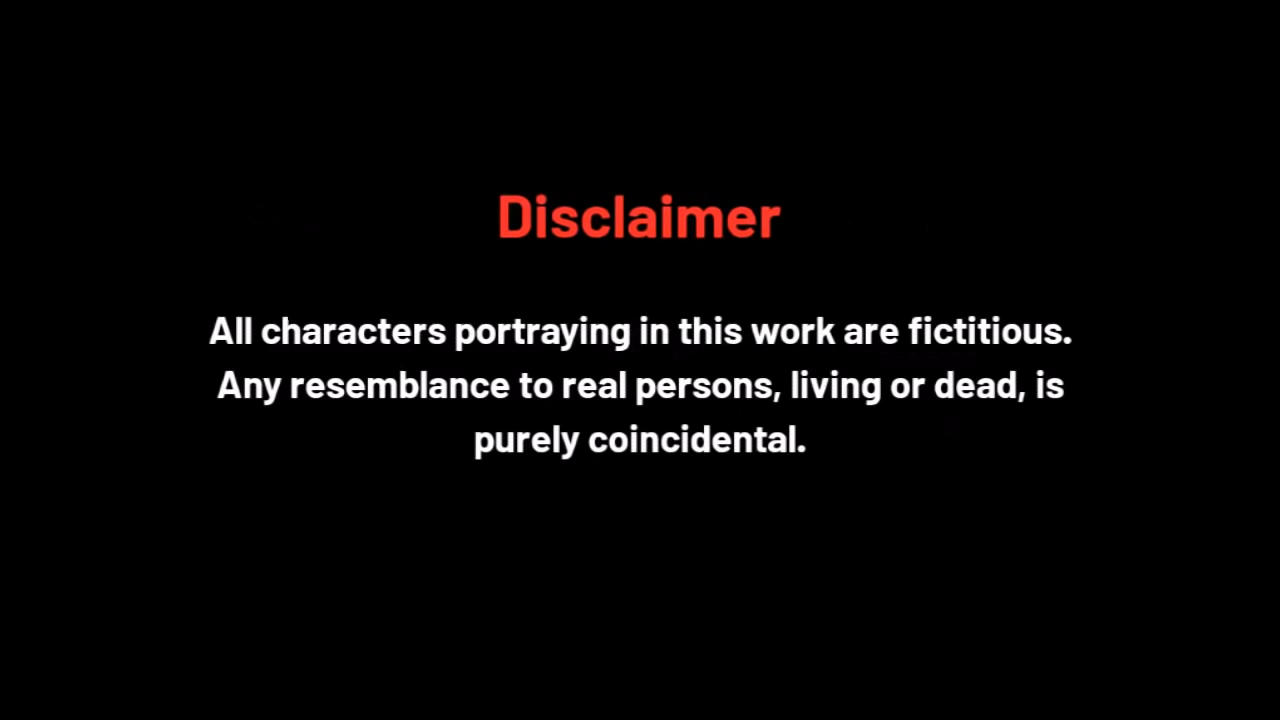 Disclaimer
All characters portraying in this work are fictitious.
Any resemblance to real persons, living or dead, is
purely coincidental.